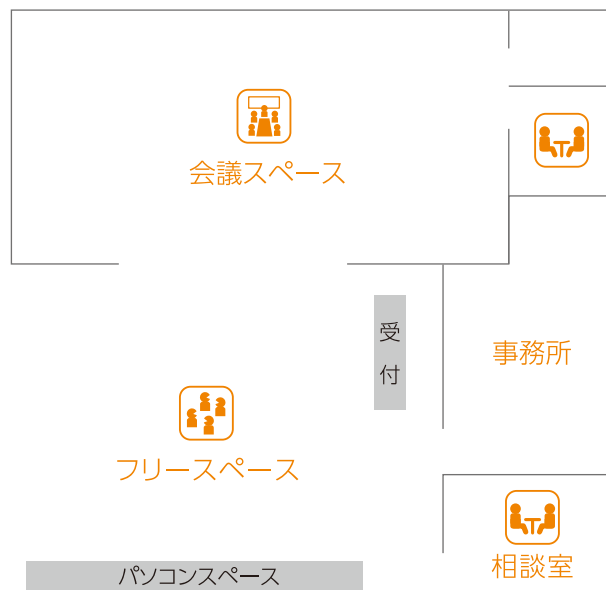 会議スペース
受付
事務所
フリースペース
相談室
パソコンスペース